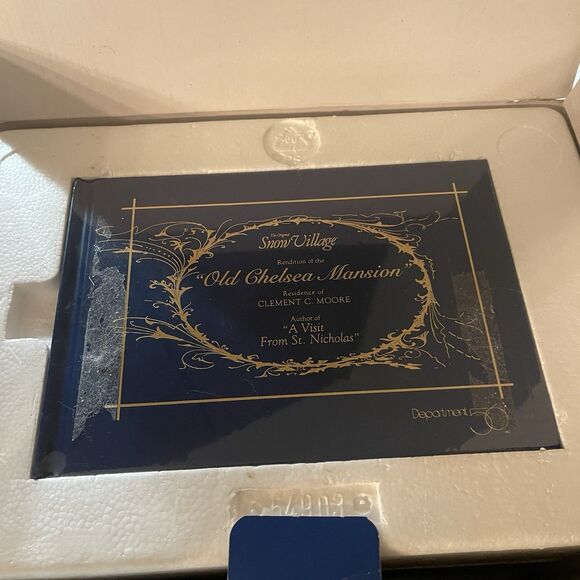 The Original
Snow Village
Rendition of the
"Old Chelsea Mansion"
Residence of
CLEMENT C. MOORE
Author of
"A Visit
From St. Nicholas"
Department 56
54903